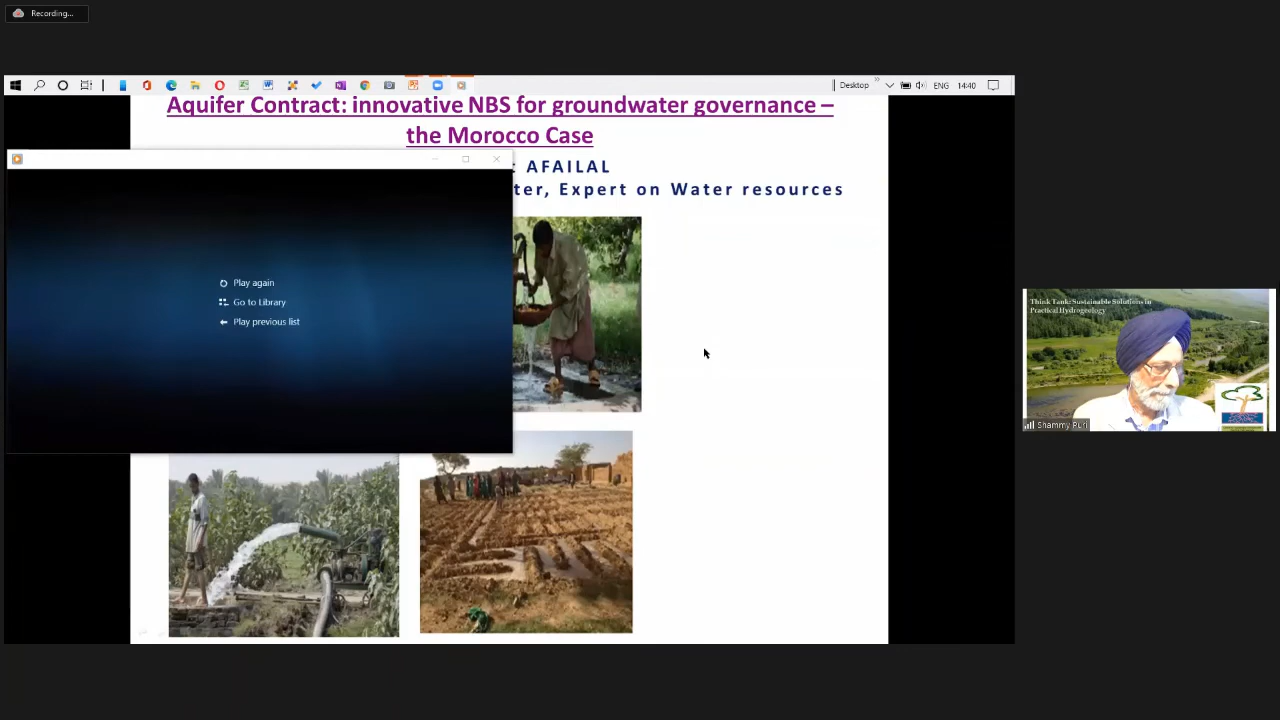 Recording...
Desktop
ENG
14:40
Aquifer Contract: innovative NBS for groundwater governance –
the Morocco Case
AFAILAL
ter, Expert on Water resources
Play again
Go to Library
Play previous list
Think Tank: Sustainable Solutions in
Practical Hydrogeology
Shammy Puri